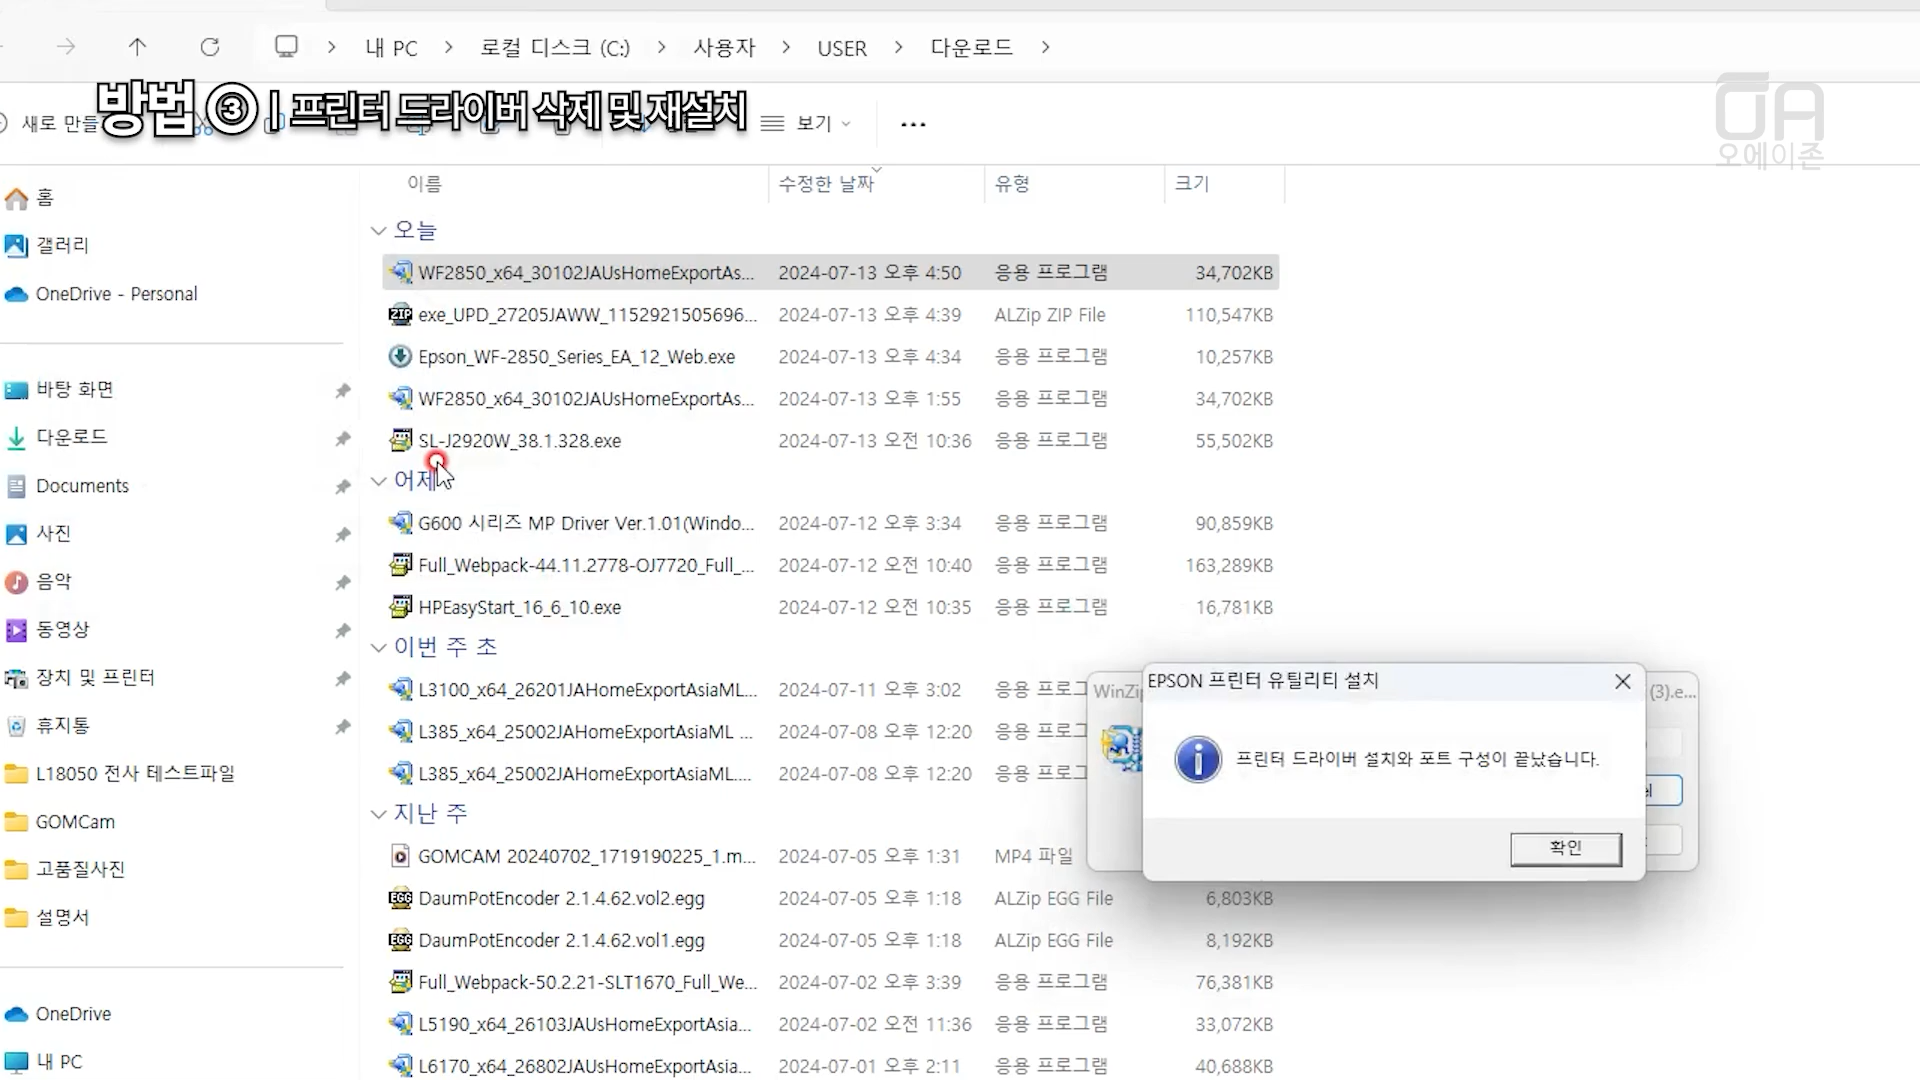 내 PC > 로컬 디스크 (C:) > 사용자 > USER > 다운로드 >
방법 ③ | 프린터 드라이버 삭제 및 재설치
새로 만들
보기
OA
오에이존
이름 수정한 날짜 유형 크기
홈
갤러리
OneDrive - Personal
바탕 화면
다운로드
Documents
사진
음악
동영상
장치 및 프린터
휴지통
L18050 전사 테스트파일
GOMCam
고품질사진
설명서
OneDrive
내 PC
오늘
WF2850_x64_30102JAUsHomeExportAs... 2024-07-13 오후 4:50 응용 프로그램 34,702KB
exe_UPD_27205JAWW_1152921505696... 2024-07-13 오후 4:39 ALZip ZIP File 110,547KB
Epson_WF-2850_Series_EA_12_Web.exe 2024-07-13 오후 4:34 응용 프로그램 10,257KB
WF2850_x64_30102JAUsHomeExportAs... 2024-07-13 오후 1:55 응용 프로그램 34,702KB
SL-J2920W_38.1.328.exe 2024-07-13 오전 10:36 응용 프로그램 55,502KB
어제
G600 시리즈 MP Driver Ver.1.01(Windo... 2024-07-12 오후 3:34 응용 프로그램 90,859KB
Full_Webpack-44.11.2778-OJ7720_Full_... 2024-07-12 오전 10:40 응용 프로그램 163,289KB
HPEasyStart_16_6_10.exe 2024-07-12 오전 10:35 응용 프로그램 16,781KB
이번 주 초
L3100_x64_26201JAHomeExportAsiaML... 2024-07-11 오후 3:02 응용 프로그
L385_x64_25002JAHomeExportAsiaML ... 2024-07-08 오후 12:20 응용 프로그
L385_x64_25002JAHomeExportAsiaML.... 2024-07-08 오후 12:20 응용 프로그
지난 주
GOMCAM 20240702_1719190225_1.m... 2024-07-05 오후 1:31 MP4 파일
DaumPotEncoder 2.1.4.62.vol2.egg 2024-07-05 오후 1:18 ALZip EGG File 6,803KB
DaumPotEncoder 2.1.4.62.vol1.egg 2024-07-05 오후 1:18 ALZip EGG File 8,192KB
Full_Webpack-50.2.21-SLT1670_Full_We... 2024-07-02 오후 3:39 응용 프로그램 76,381KB
L5190_x64_26103JAUsHomeExportAsia... 2024-07-02 오전 11:36 응용 프로그램 33,072KB
L6170_x64_26802JAUsHomeExportAsia... 2024-07-01 오후 2:11 응용 프로그램 40,688KB
WinZip (3).e...
EPSON 프린터 유틸리티 설치
프린터 드라이버 설치와 포트 구성이 끝났습니다.
확인